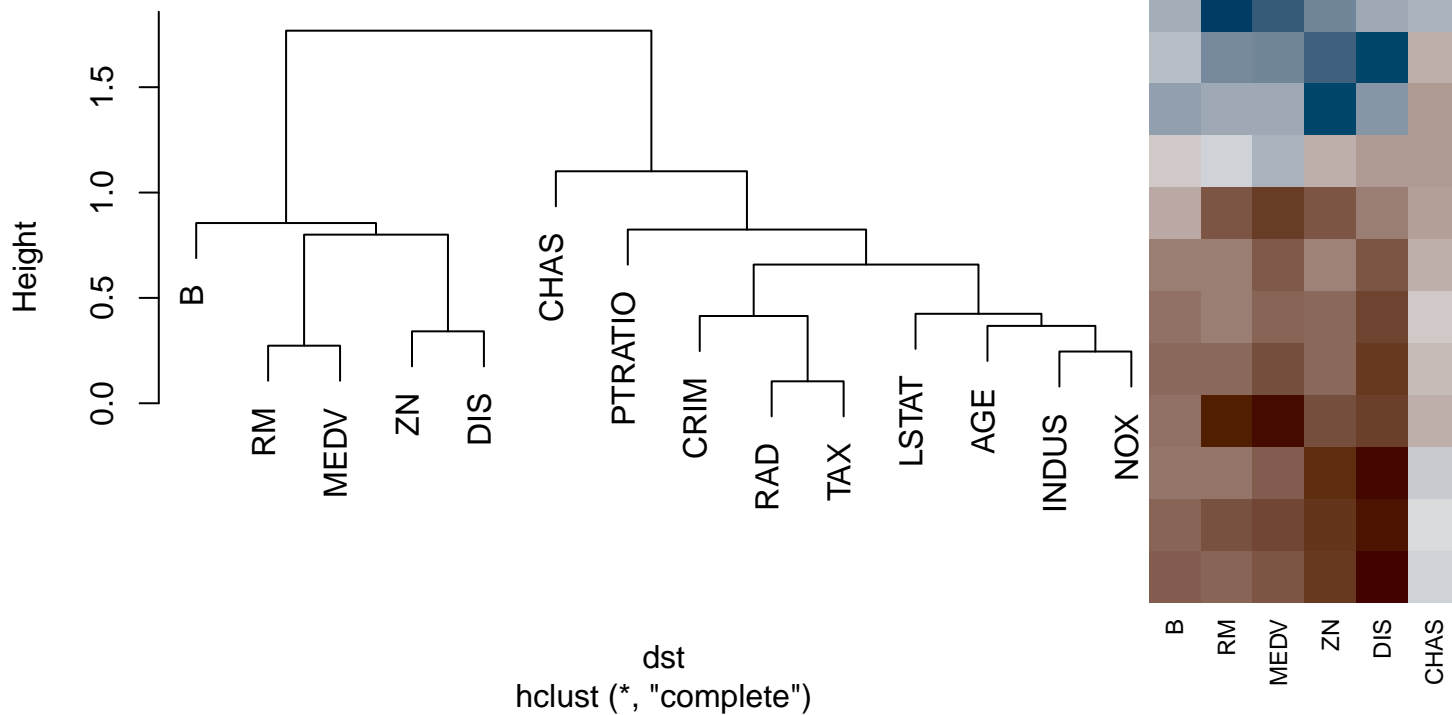 Height
1.5
1.0
0.5
0.0
B
RM
MEDV
ZN
DIS
CHAS
PTRATIO
CRIM
RAD
TAX
LSTAT
AGE
INDUS
NOX
dst
hclust (*, "complete")
B
RM
MEDV
ZN
DIS
CHAS